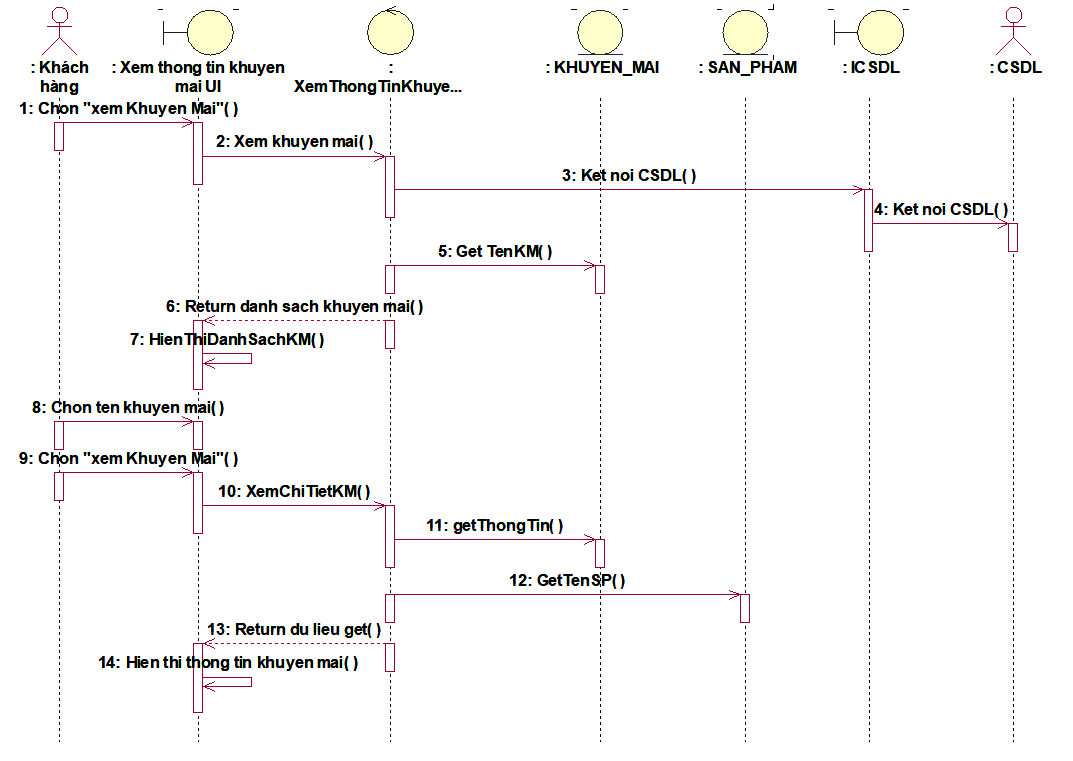 : Khách
hàng
: Xem thong tin khuyen
mai UI
:
XemThongTinKhuye...
: KHUYEN_MAI
: SAN_PHAM
: ICSDL
: CSDL
1: Chon "xem Khuyen Mai"( )
2: Xem khuyen mai( )
3: Ket noi CSDL( )
4: Ket noi CSDL( )
5: Get TenKM( )
6: Return danh sach khuyen mai( )
7: HienThiDanhSachKM( )
8: Chon ten khuyen mai( )
9: Chon "xem Khuyen Mai"( )
10: XemChiTietKM( )
11: getThongTin( )
12: GetTenSP( )
13: Return du lieu get( )
14: Hien thi thong tin khuyen mai( )